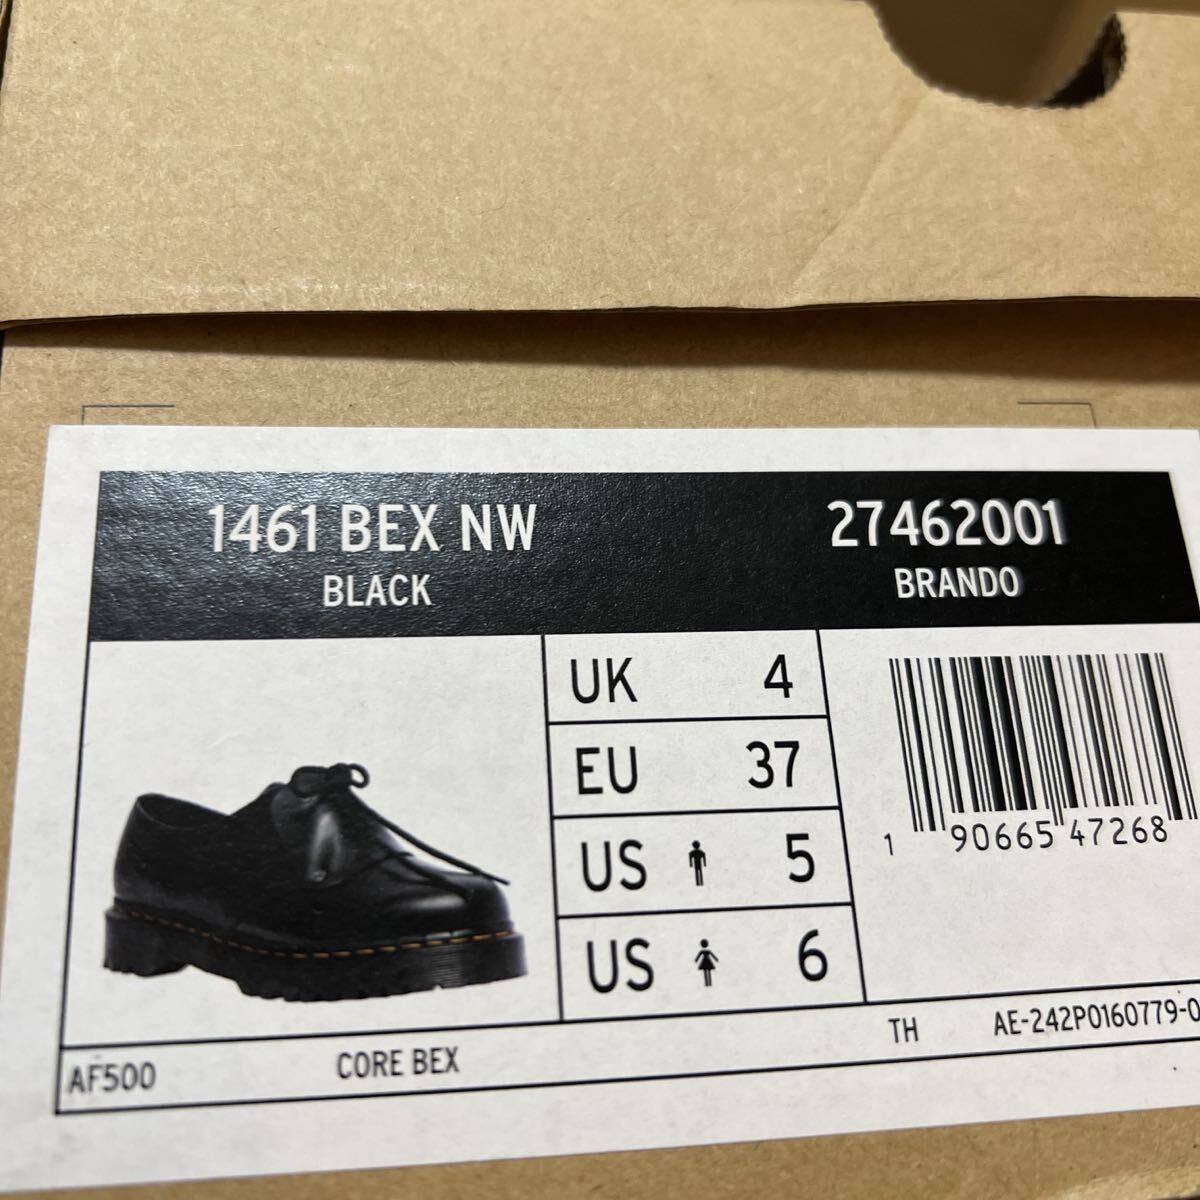 1461 BEX NW
BLACK
27462001
BRANDO
UK 4
EU 37
US 5
US 6
1 90665 47268
AF500
CORE BEX
TH
AE-242P0160779-0